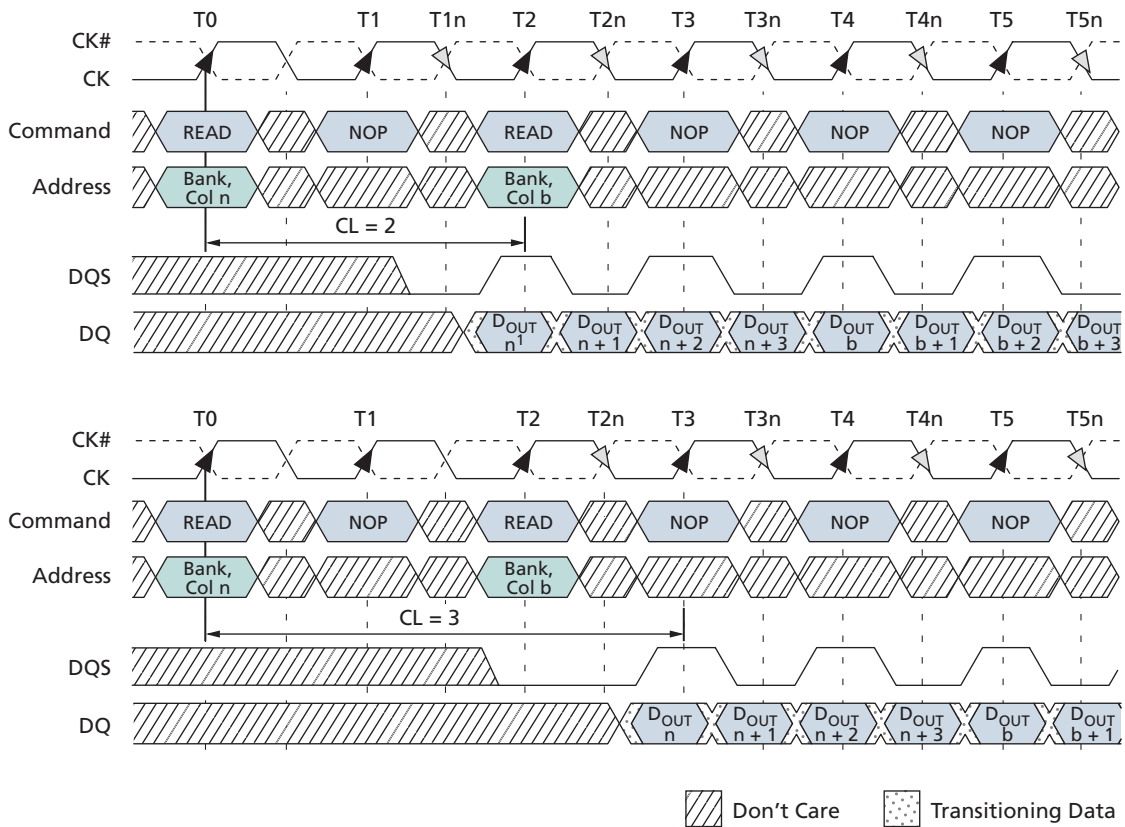 T0 T1 T1n T2 T2n T3 T3n T4 T4n T5 T5n
CK#
CK
Command READ NOP READ NOP NOP NOP
Address Bank, Col n Bank, Col b
CL = 2
DQS
DQ DOUT n1 DOUT n + 1 DOUT n + 2 DOUT n + 3 DOUT b DOUT b + 1 DOUT b + 2 DOUT b + 3
T0 T1 T2 T2n T3 T3n T4 T4n T5 T5n
CK#
CK
Command READ NOP READ NOP NOP NOP
Address Bank, Col n Bank, Col b
CL = 3
DQS
DQ DOUT n DOUT n + 1 DOUT n + 2 DOUT n + 3 DOUT b DOUT b + 1
Don't Care Transitioning Data